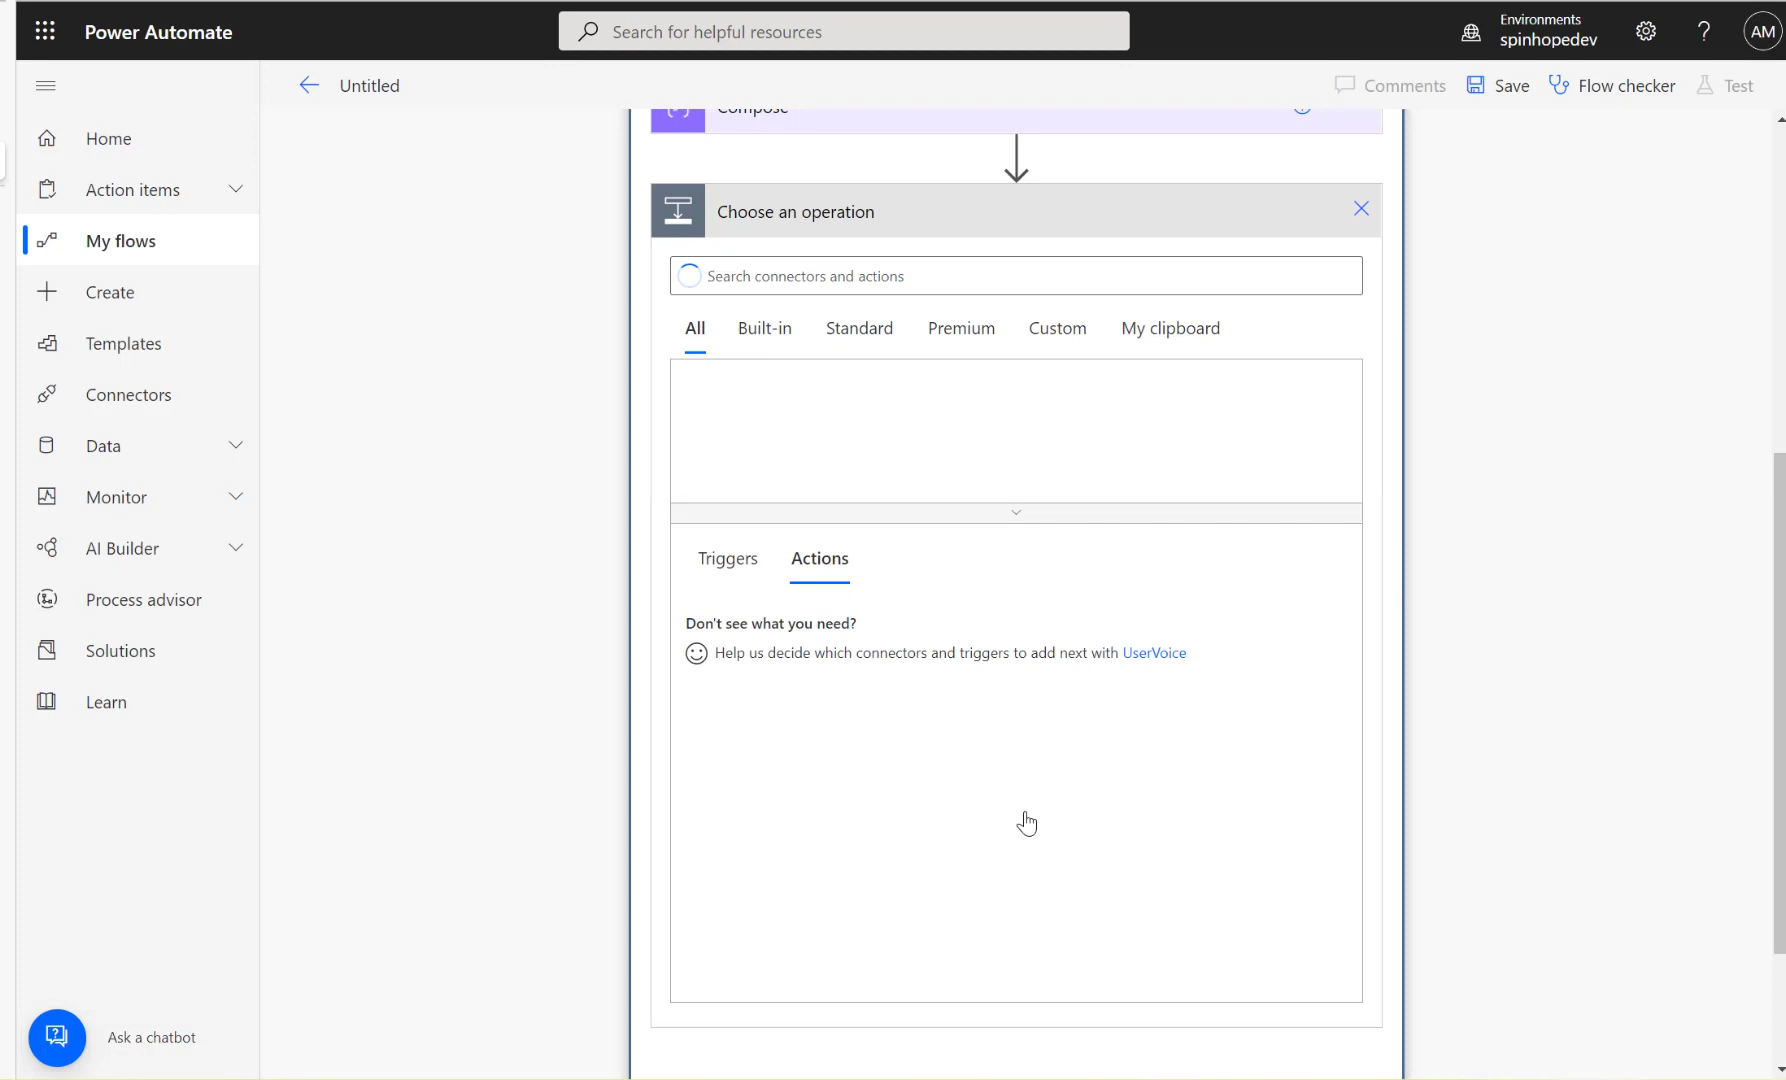 Power Automate
Search for helpful resources
Environments
spinhopedev
?
AM
Untitled
Comments
Save
Flow checker
Test
Home
Action items
My flows
Create
Templates
Connectors
Data
Monitor
AI Builder
Process advisor
Solutions
Learn
Ask a chatbot
Compose
Choose an operation
Search connectors and actions
All
Built-in
Standard
Premium
Custom
My clipboard
Triggers
Actions
Don't see what you need?
Help us decide which connectors and triggers to add next with UserVoice